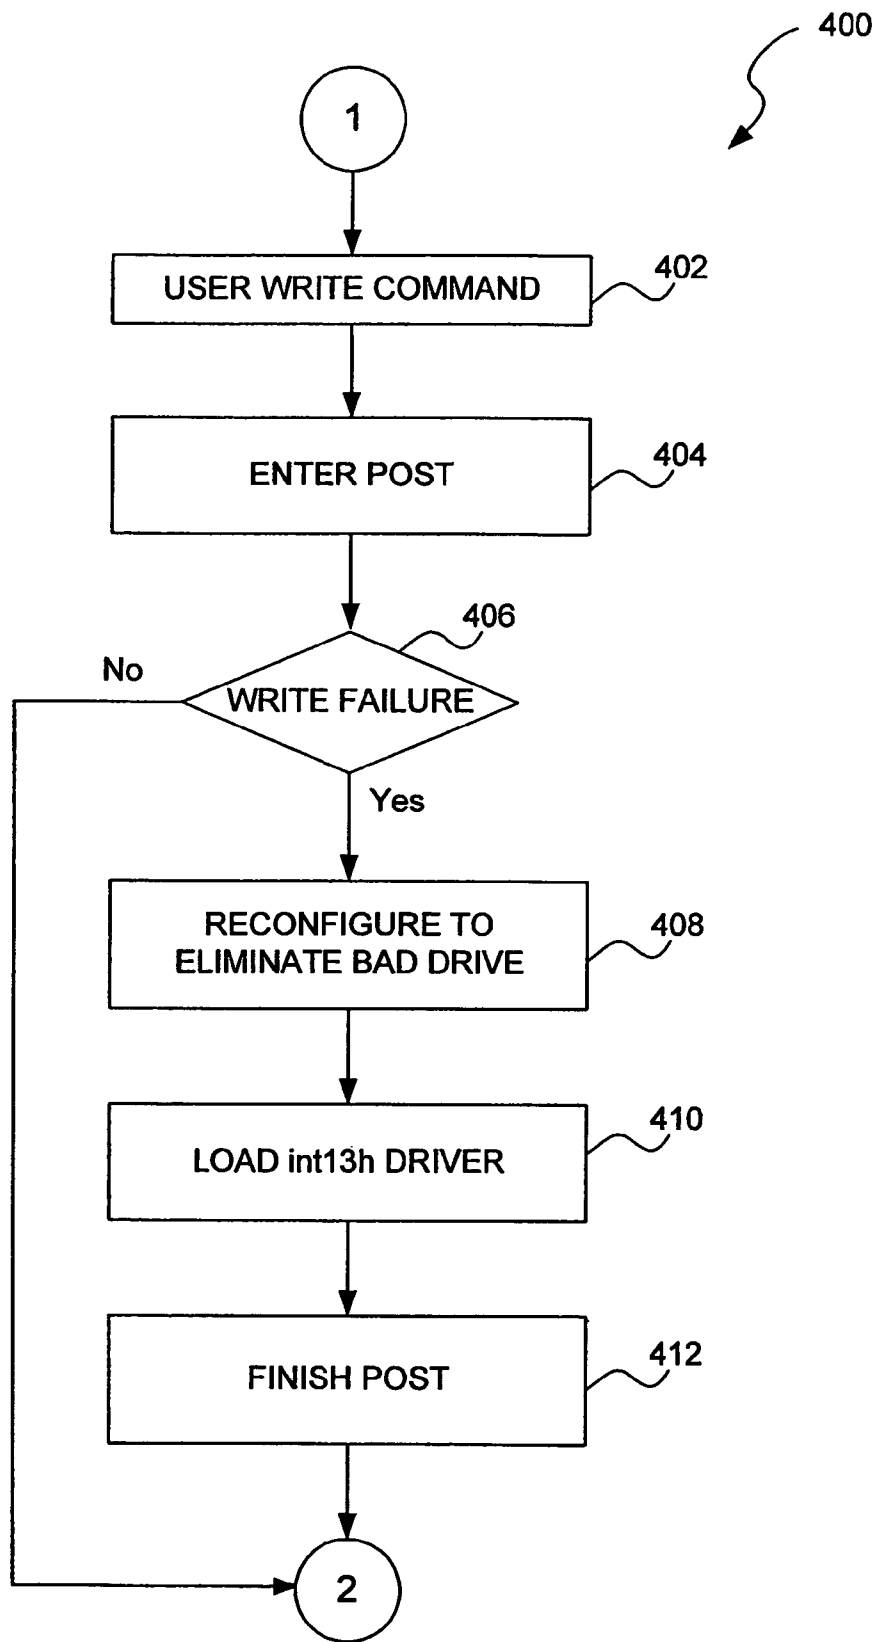 400
1
USER WRITE COMMAND
402
ENTER POST
404
406
No
WRITE FAILURE
Yes
RECONFIGURE TO
ELIMINATE BAD DRIVE
408
LOAD int13h DRIVER
410
FINISH POST
412
2